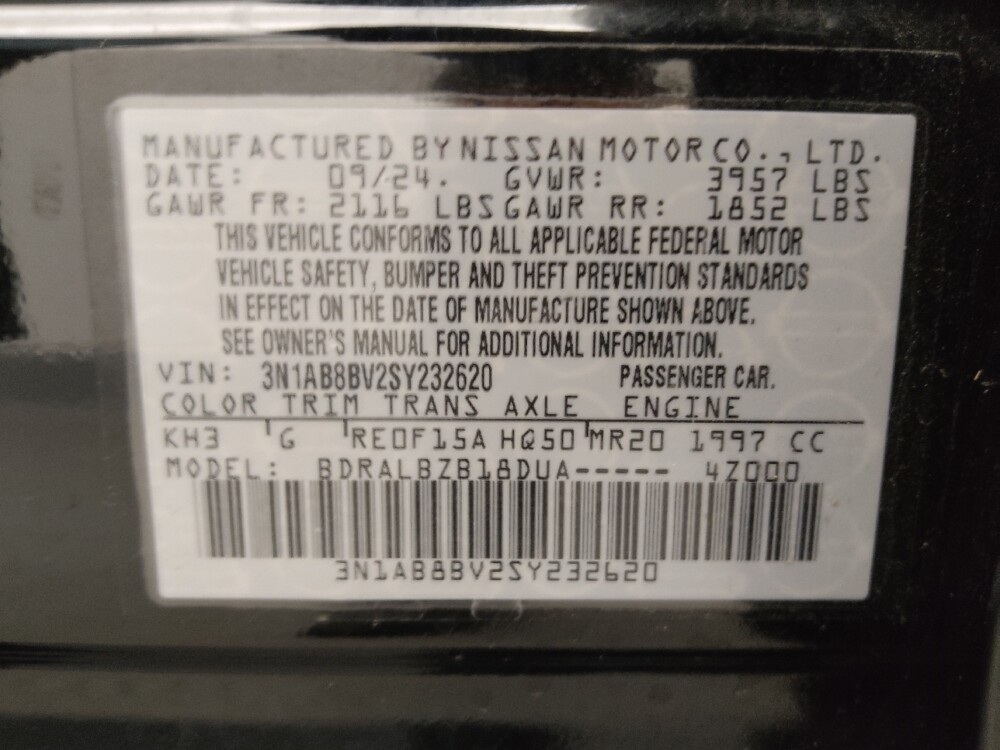 MANUFACTURED BY NISSAN MOTOR CO., LTD.
DATE: 09/24. GVWR: 3957 LBS
GAWR FR: 2116 LBS GAWR RR: 1852 LBS
THIS VEHICLE CONFORMS TO ALL APPLICABLE FEDERAL MOTOR
VEHICLE SAFETY, BUMPER AND THEFT PREVENTION STANDARDS
IN EFFECT ON THE DATE OF MANUFACTURE SHOWN ABOVE.
SEE OWNER'S MANUAL FOR ADDITIONAL INFORMATION.
VIN: 3N1AB8BV2SY232620 PASSENGER CAR.
COLOR TRIM TRANS AXLE ENGINE
KH3 G RE0F15A HQ50 MR20 1997 CC
MODEL: BDRALBZB18DUA----- 4Z000
3N1AB8BV2SY232620